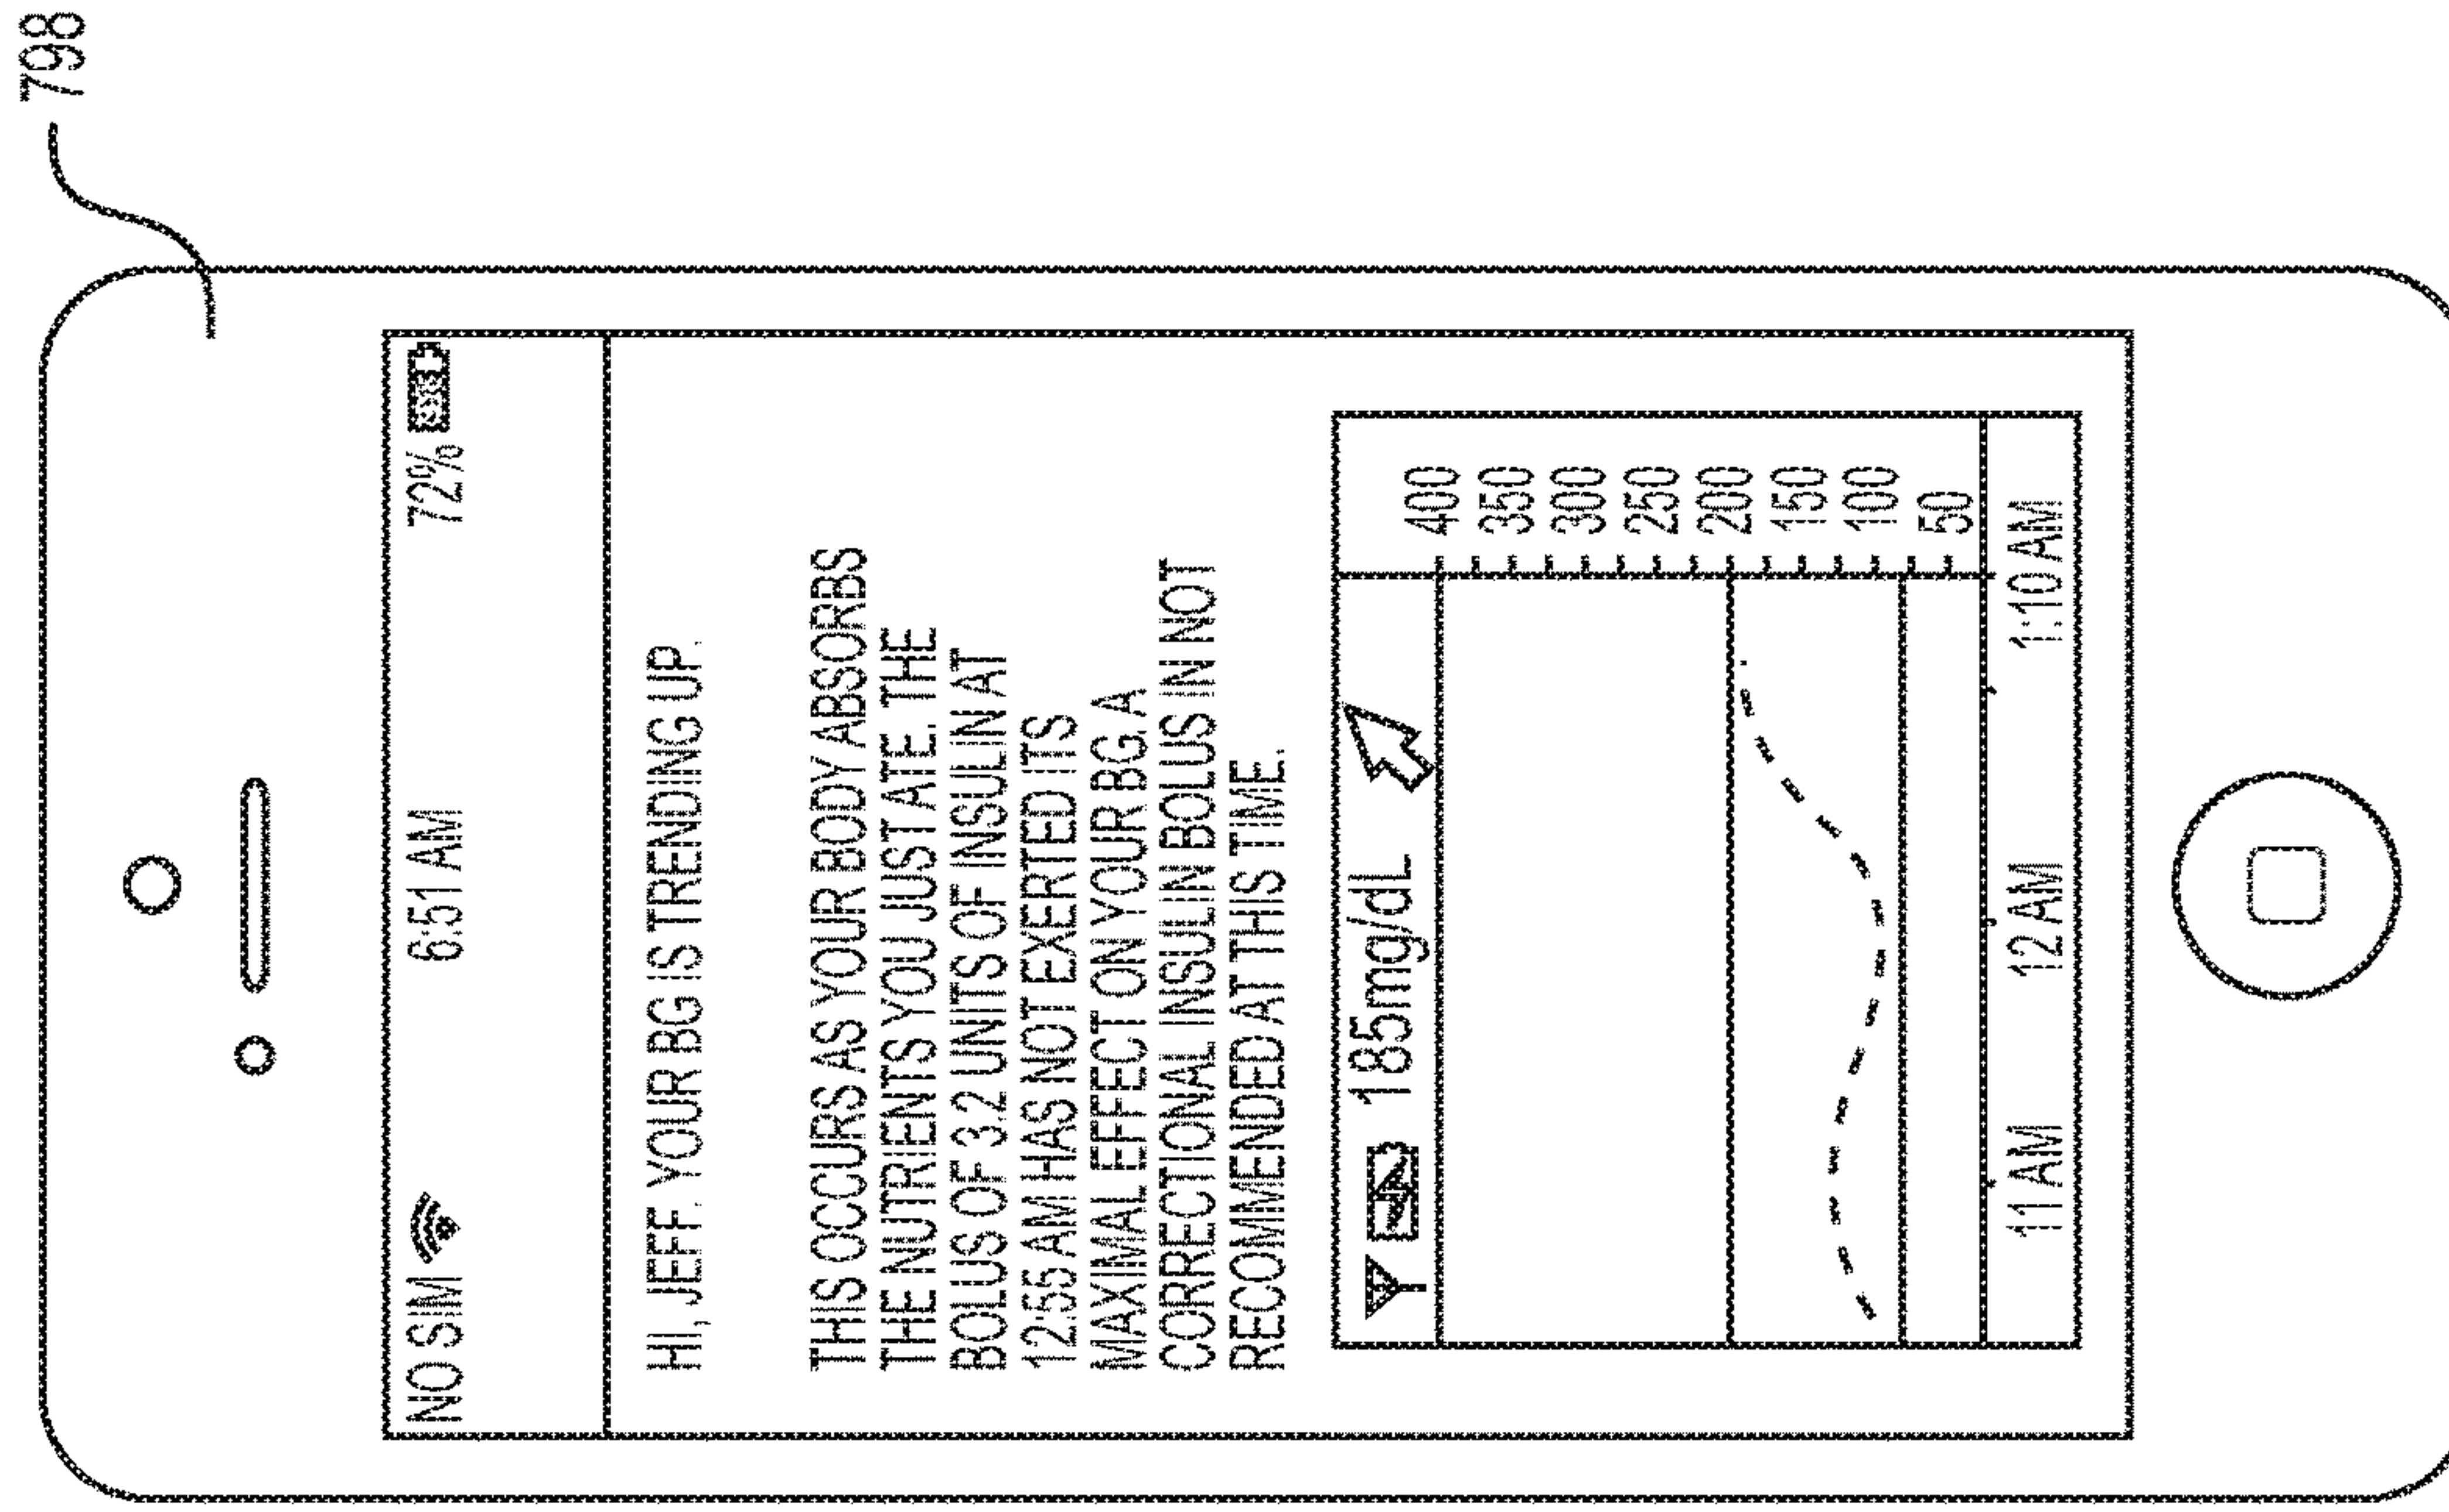 798
NO SIM 6:51 AM 72%
HI, JEFF. YOUR BG IS TRENDING UP.
THIS OCCURS AS YOUR BODY ABSORBS
THE NUTRIENTS YOU JUST ATE. THE
BOLUS OF 3.2 UNITS OF INSULIN AT
12:55 AM HAS NOT EXERTED ITS
MAXIMAL EFFECT ON YOUR BG. A
CORRECTIONAL INSULIN BOLUS IN NOT
RECOMMENDED AT THIS TIME.
185mg/dL
400
350
300
250
200
150
100
50
11 AM 12 AM 1:10 AM